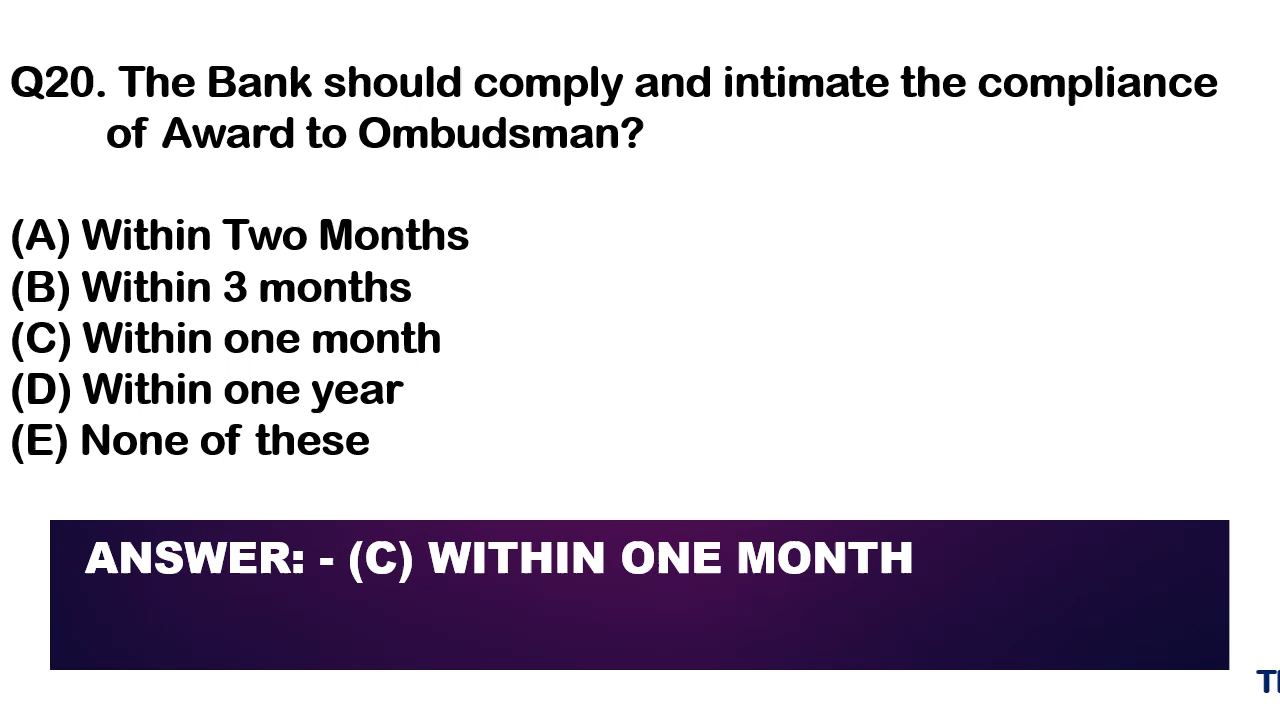 Q20. The Bank should comply and intimate the compliance
of Award to Ombudsman?
(A) Within Two Months
(B) Within 3 months
(C) Within one month
(D) Within one year
(E) None of these
ANSWER: - (C) WITHIN ONE MONTH